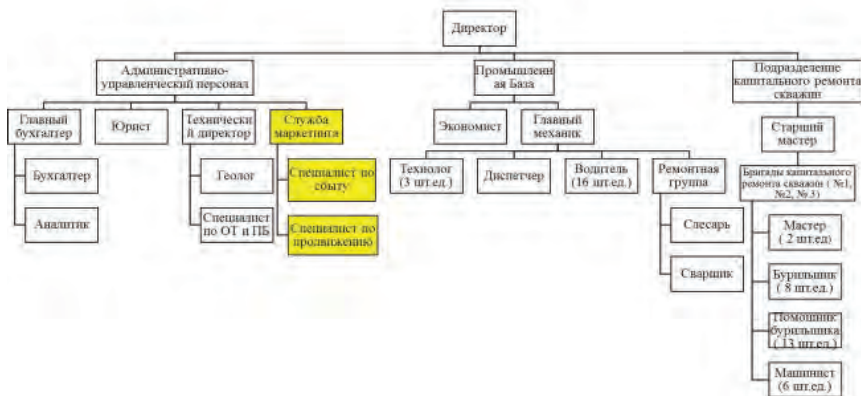 Директор
Административно-
управленческий персонал
Промышленн
ая База
Подразделение
капитального ремонта
скважин
Главный
бухгалтер
Юрист
Технически
й директор
Служба
маркетинга
Экономист
Главный
механик
Старший
мастер
Бухгалтер
Геолог
Специалист по
сбыту
Технолог
(3 шт.ед.)
Диспетчер
Водитель
(16 шт.ед.)
Ремонтная
группа
Бригады капитального
ремонта скважин ( №1,
№2, № 3)
Аналитик
Специалист
по ОТ и ПБ
Специалист по
продвижению
Слесарь
Сварщик
Мастер
( 2 шт.ед)
Бурильщик
( 8 шт.ед.)
Помощник
бурильщика
( 13 шт.ед.)
Машинист
(6 шт.ед.)